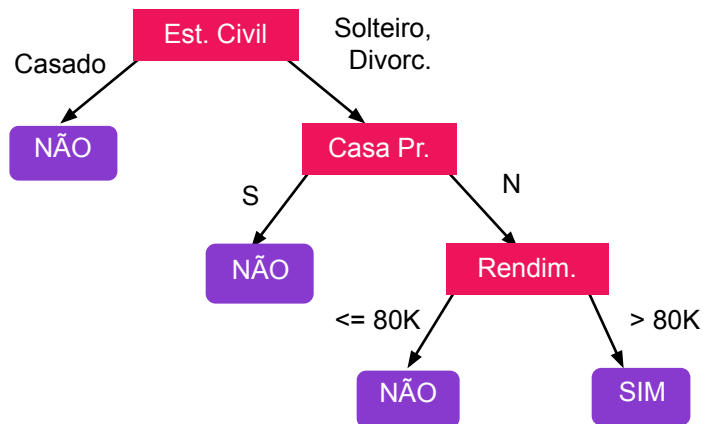 Est. Civil
Solteiro,
Divorc.
Casado
NÃO
Casa Pr.
S
N
NÃO
Rendim.
<= 80K
> 80K
NÃO
SIM